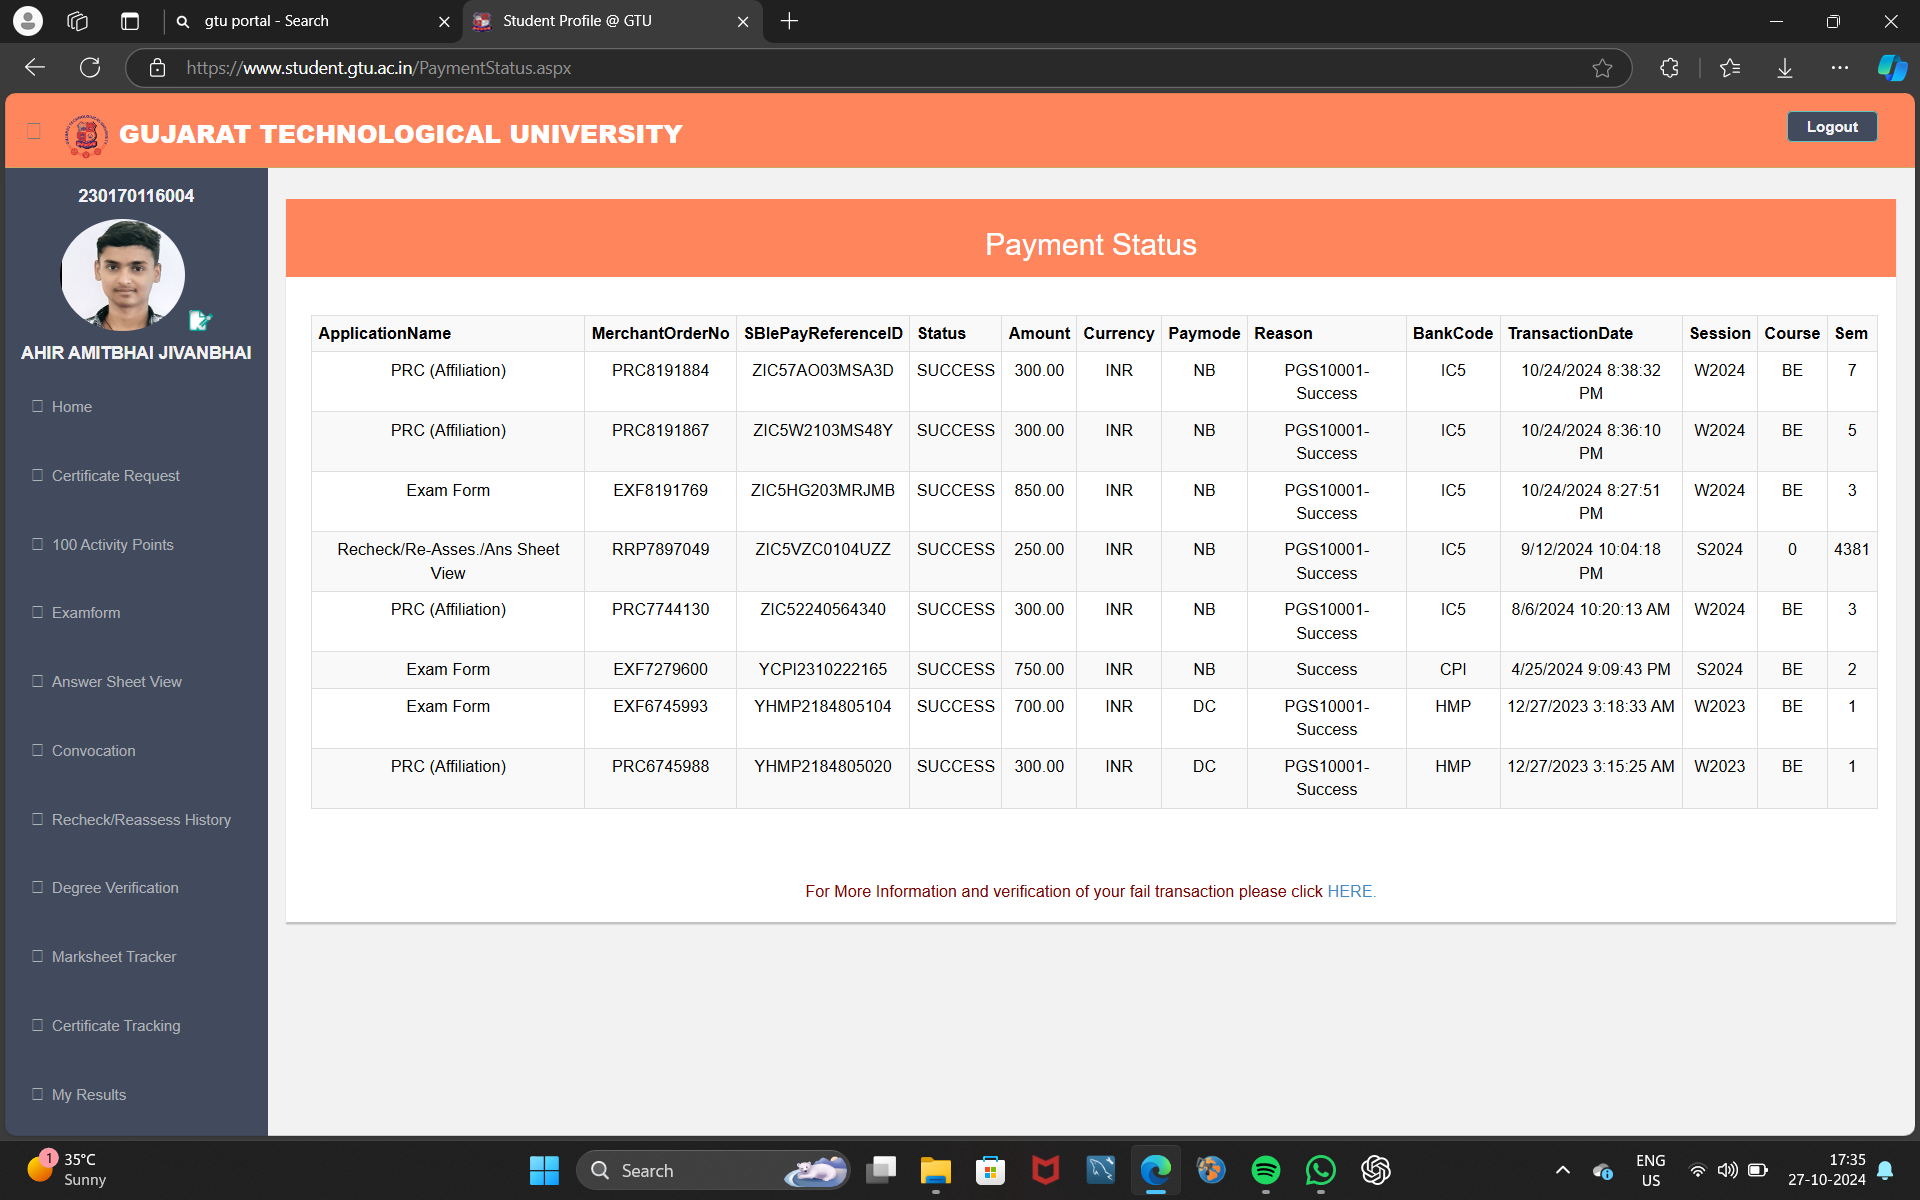 gtu portal - Search
Student Profile @ GTU
https://www.student.gtu.ac.in/PaymentStatus.aspx
GUJARAT TECHNOLOGICAL UNIVERSITY
Logout
230170116004
AHIR AMITBHAI JIVANBHAI
Home
Certificate Request
100 Activity Points
Examform
Answer Sheet View
Convocation
Recheck/Reassess History
Degree Verification
Marksheet Tracker
Certificate Tracking
My Results
Payment Status
ApplicationName MerchantOrderNo SBIePayReferenceID Status Amount Currency Paymode Reason BankCode TransactionDate Session Course Sem
PRC (Affiliation) PRC8191884 ZIC57AO03MSA3D SUCCESS 300.00 INR NB PGS10001- IC5 10/24/2024 8:38:32 W2024 BE 7
Success PM
PRC (Affiliation) PRC8191867 ZIC5W2103MS48Y SUCCESS 300.00 INR NB PGS10001- IC5 10/24/2024 8:36:10 W2024 BE 5
Success PM
Exam Form EXF8191769 ZIC5HG203MRJMB SUCCESS 850.00 INR NB PGS10001- IC5 10/24/2024 8:27:51 W2024 BE 3
Success PM
Recheck/Re-Asses./Ans Sheet RRP7897049 ZIC5VZC0104UZZ SUCCESS 250.00 INR NB PGS10001- IC5 9/12/2024 10:04:18 S2024 0 4381
View Success PM
PRC (Affiliation) PRC7744130 ZIC52240564340 SUCCESS 300.00 INR NB PGS10001- IC5 8/6/2024 10:20:13 AM W2024 BE 3
Success
Exam Form EXF7279600 YCPI2310222165 SUCCESS 750.00 INR NB Success CPI 4/25/2024 9:09:43 PM S2024 BE 2
Exam Form EXF6745993 YHMP2184805104 SUCCESS 700.00 INR DC PGS10001- HMP 12/27/2023 3:18:33 AM W2023 BE 1
Success
PRC (Affiliation) PRC6745988 YHMP2184805020 SUCCESS 300.00 INR DC PGS10001- HMP 12/27/2023 3:15:25 AM W2023 BE 1
Success
For More Information and verification of your fail transaction please click HERE.
1
35°C
Sunny
Search
ENG
US
17:35
27-10-2024